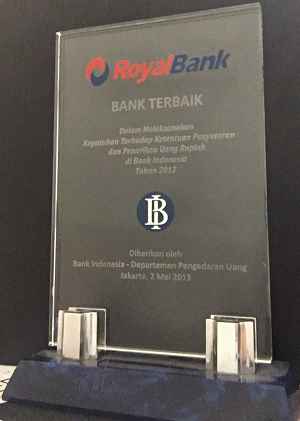 RoyalBank
BANK TERBAIK
Dalam Melaksanakan
Kepatuhan Terhadap Ketentuan Penyetoran
dan Penarikan Uang Rupiah
di Bank Indonesia
Tahun 2012
BI
Diberikan oleh
Bank Indonesia - Departemen Pengedaran Uang
Jakarta, 2 Mei 2013